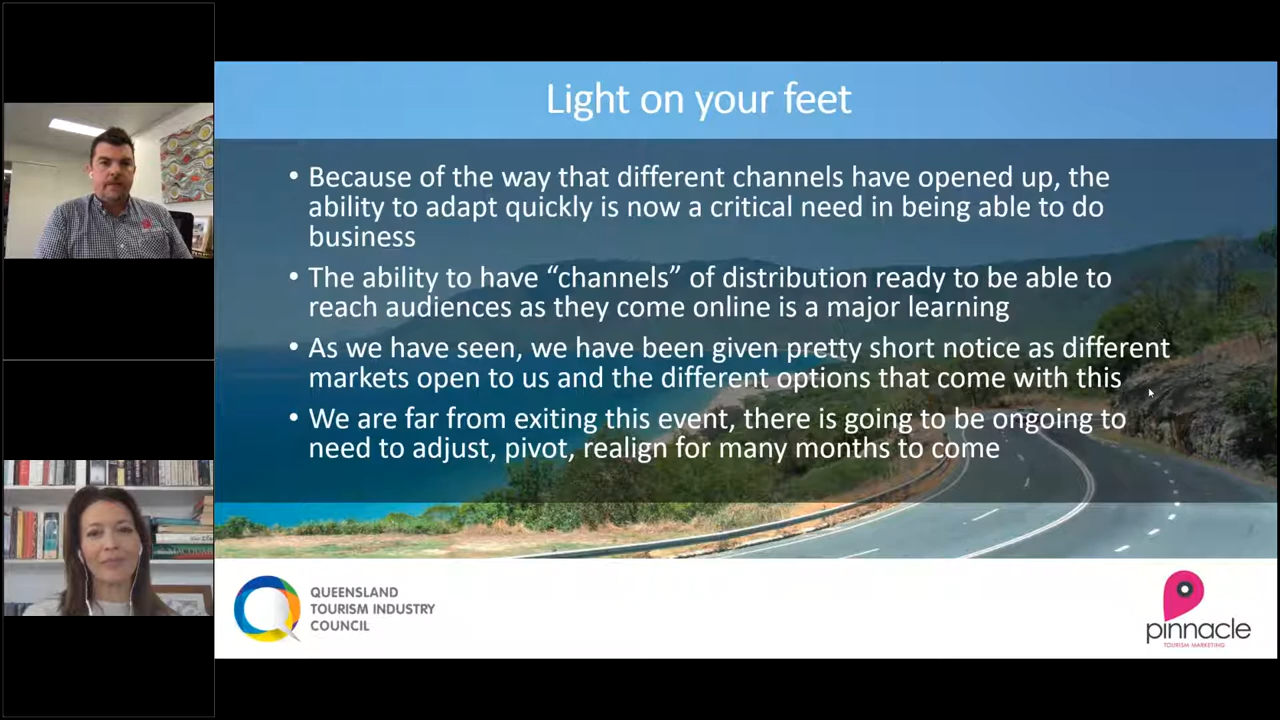 Light on your feet
• Because of the way that different channels have opened up, the
ability to adapt quickly is now a critical need in being able to do
business
• The ability to have “channels” of distribution ready to be able to
reach audiences as they come online is a major learning
• As we have seen, we have been given pretty short notice as different
markets open to us and the different options that come with this
• We are far from exiting this event, there is going to be ongoing to
need to adjust, pivot, realign for many months to come
QUEENSLAND
TOURISM INDUSTRY
COUNCIL
pinnacle
TOURISM MARKETING